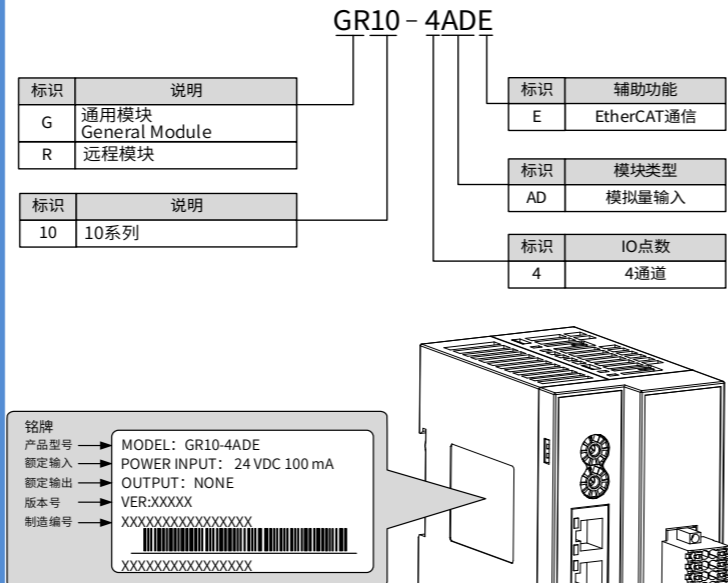 GR10 - 4ADE
标识 说明
G 通用模块
General Module
R 远程模块
标识 说明
10 10系列
标识 辅助功能
E EtherCAT通信
标识 模块类型
AD 模拟量输入
标识 IO点数
4 4通道
铭牌
产品型号 MODEL: GR10-4ADE
额定输入 POWER INPUT: 24 VDC 100 mA
额定输出 OUTPUT: NONE
版本号 VER:XXXXX
制造编号 XXXXXXXXXXXXXXXX
XXXXXXXXXXXXXXXX